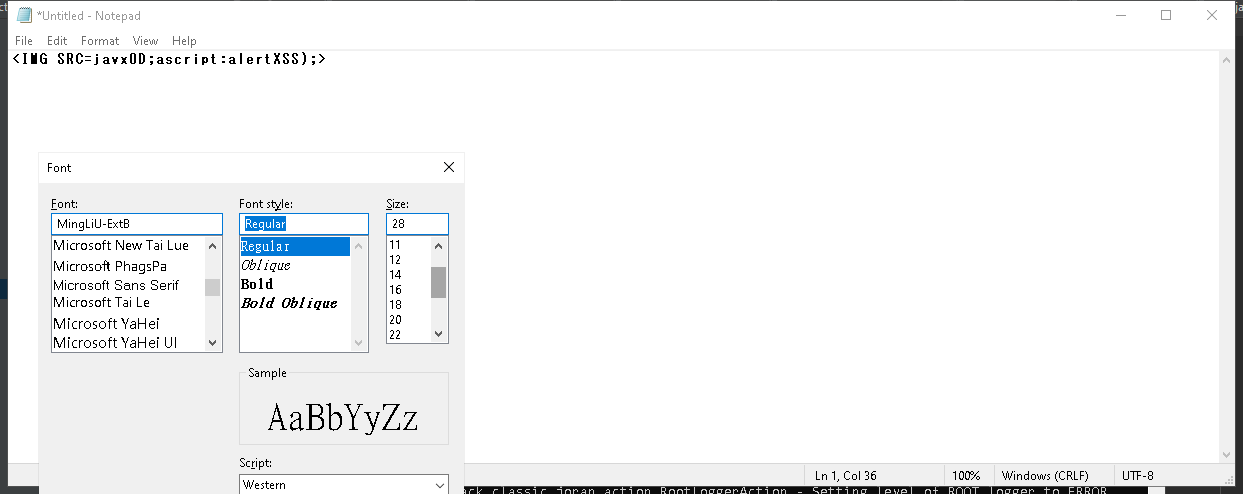 *Untitled - Notepad
File Edit Format View Help
<IMG SRC=javx0D;ascript:alertXSS);>
Font
Font: Font style: Size:
MingLiU-ExtB Regular 28
Microsoft New Tai Lue Regular 11
Microsoft PhagsPa Oblique 12
Microsoft Sans Serif Bold 14
Microsoft Tai Le Bold Oblique 16
Microsoft YaHei 18
Microsoft YaHei UI 20
22
Sample
AaBbYyZz
Script:
Western
Ln 1, Col 36 100% Windows (CRLF) UTF-8
ack.classic.joran.action.RootLoggerAction - Setting level of ROOT logger to ERROR